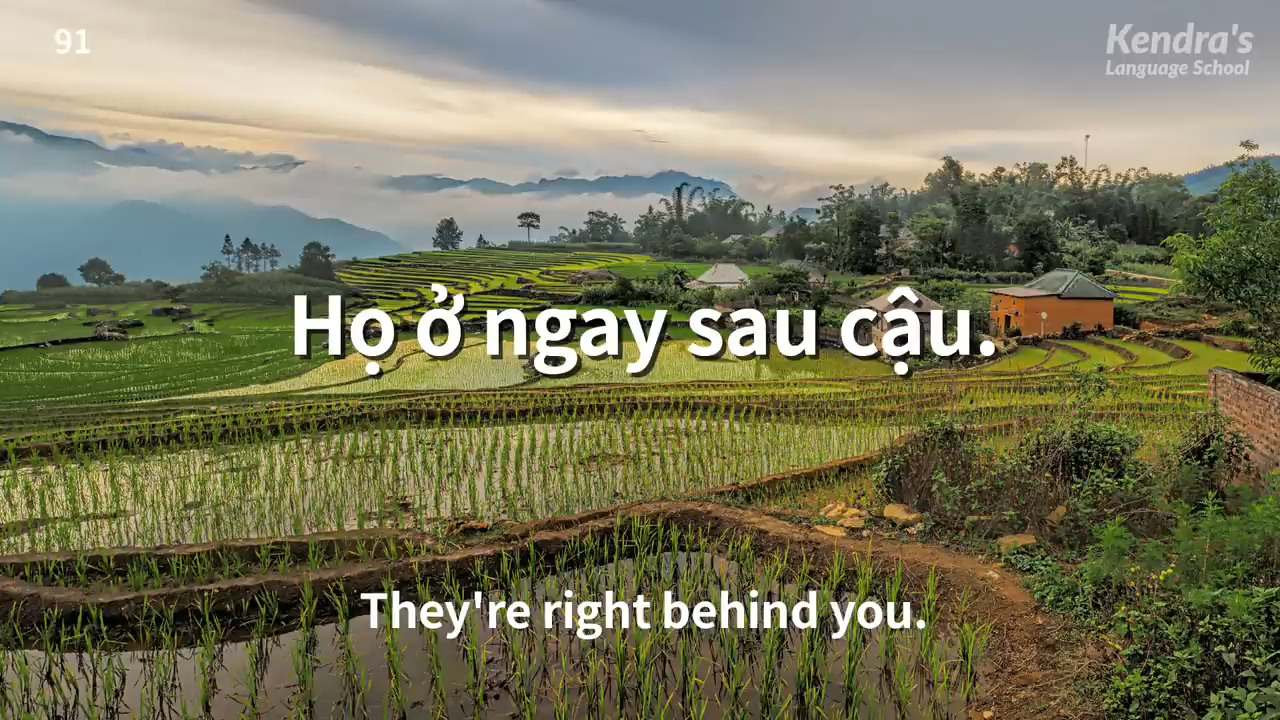 91
Kendra's
Language School
Họ ở ngay sau cậu.
They're right behind you.